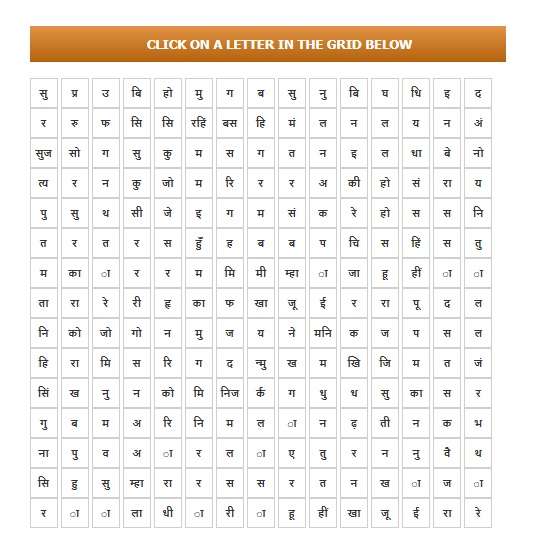 CLICK ON A LETTER IN THE GRID BELOW
सु प्र उ बि हो मु ग ब सु नु बि घ धि इ द
र रु फ सि सि रहिं बस हि मं ल न ल य न अं
सुज सो ग सु कु म स ग त न इ ल धा बे नो
त्य र न कु जो म रि र र अ की हो सं रा य
पु सु थ सी जे इ ग म सं क रे हो स स नि
त र त र स हुँ ह ब ब प चि स हिं स तु
म का ा र र म मि मी म्हा ा जा हू हीं ा ा
ता रा रे री हृ का फ खा जू ई र रा पू द ल
नि को जो गो न मु ज य ने मनि क ज प स ल
हि रा मि स रि ग द न्मु ख म खि जि म त जं
सिं ख नु न को मि निज र्क ग धु ध सु का स र
गु ब म अ रि नि म ल ा न ढ़ ती न क भ
ना पु व अ ा र ल ा ए तु र न नु वै थ
सि हु सु म्हा रा र स स र त न ख ा ज ा
र ा ा ला धी ा री ा हू हीं खा जू ई रा रे